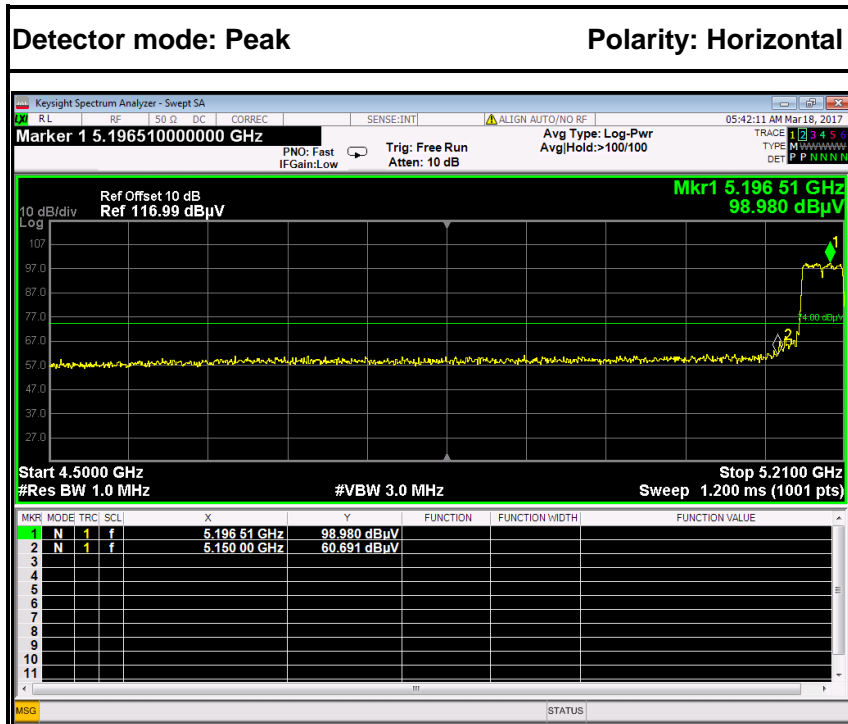 Detector mode: Peak Polarity: Horizontal
Keysight Spectrum Analyzer - Swept SA
RL RF 50 Ω DC CORREC SENSE:INT ALIGN AUTO/NO RF 05:42:11 AM Mar 18, 2017
Marker 1 5.196510000000 GHz
PNO: Fast
IFGain:Low
Trig: Free Run
Atten: 10 dB
Avg Type: Log-Pwr
Avg|Hold:>100/100
TRACE 1 2 3 4 5 6
TYPE M W W W W W
DET P P N N N N
Mkr1 5.196 51 GHz
98.980 dBµV
Ref Offset 10 dB
10 dB/div Ref 116.99 dBµV
Log
107
97.0
87.0
77.0
67.0
57.0
47.0
37.0
27.0
1
74.00 dBµV
2
Start 4.5000 GHz Stop 5.2100 GHz
#Res BW 1.0 MHz #VBW 3.0 MHz Sweep 1.200 ms (1001 pts)
MKR MODE TRC SCL X Y FUNCTION FUNCTION WIDTH FUNCTION VALUE
1 N 1 f 5.196 51 GHz 98.980 dBµV
2 N 1 f 5.150 00 GHz 60.691 dBµV
3
4
5
6
7
8
9
10
11
MSG STATUS